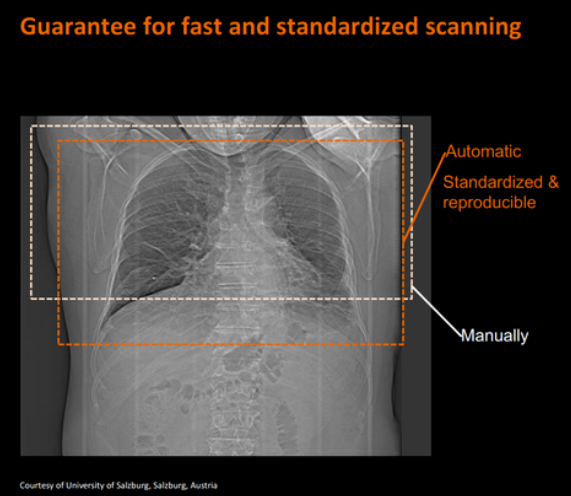 Guarantee for fast and standardized scanning
Automatic
Standardized &
reproducible
Manually
Courtesy of University of Salzburg, Salzburg, Austria